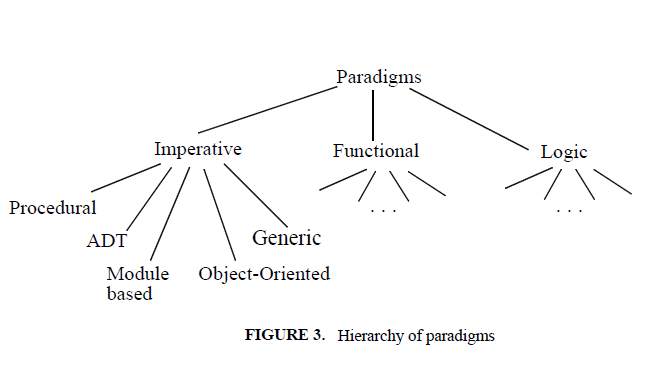 Paradigms
Imperative
Functional
Logic
Procedural
. . .
. . .
ADT
Generic
Module
based
Object-Oriented
FIGURE 3. Hierarchy of paradigms